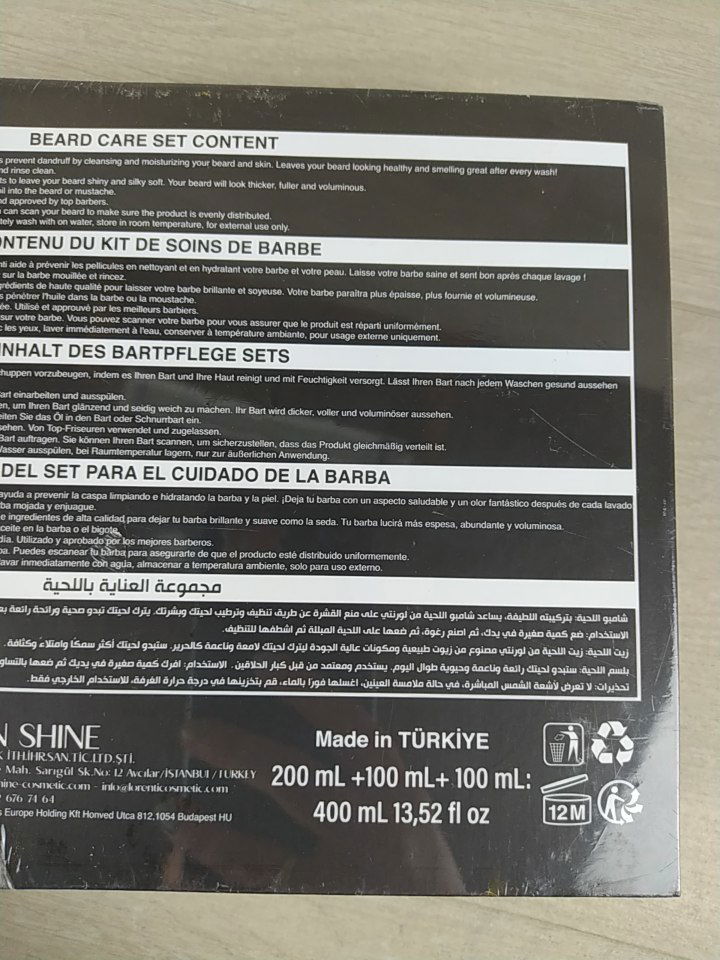 BEARD CARE SET CONTENT
s prevent dandruff by cleansing and moisturizing your beard and skin. Leaves your beard looking healthy and smelling great after every wash!
nd rinse clean.
ts to leave your beard shiny and silky soft. Your beard will look thicker, fuller and voluminous.
oil into the beard or mustache.
nd approved by top barbers.
can scan your beard to make sure the product is evenly distributed.
tely wash with on water, store in room temperature, for external use only.
ONTENU DU KIT DE SOINS DE BARBE
nti aide à prévenir les pellicules en nettoyant et en hydratant votre barbe et votre peau. Laisse votre barbe saine et sent bon après chaque lavage !
sur la barbe mouillée et rincez.
grédients de haute qualité pour laisser votre barbe brillante et soyeuse. Votre barbe paraîtra plus épaisse, plus fournie et volumineuse.
s pénétrer l'huile dans la barbe ou la moustache.
ée. Utilisé et approuvé par les meilleurs barbiers.
sur votre barbe. Vous pouvez scanner votre barbe pour vous assurer que le produit est réparti uniformément.
c les yeux, laver immédiatement à l'eau, conserver à température ambiante, pour usage externe uniquement.
INHALT DES BARTPFLEGE SETS
chuppen vorzubeugen, indem es Ihren Bart und Ihre Haut reinigt und mit Feuchtigkeit versorgt. Lässt Ihren Bart nach jedem Waschen gesund aussehen
art einarbeiten und ausspülen.
en, um Ihren Bart glänzend und seidig weich zu machen. Ihr Bart wird dicker, voller und voluminöser aussehen.
eiten Sie das Öl in den Bart oder Schnurrbart ein.
sehen. Von Top-Friseuren verwendet und zugelassen.
Bart auftragen. Sie können Ihren Bart scannen, um sicherzustellen, dass das Produkt gleichmäßig verteilt ist.
Wasser ausspülen, bei Raumtemperatur lagern, nur zur äußerlichen Anwendung.
DEL SET PARA EL CUIDADO DE LA BARBA
ayuda a prevenir la caspa limpiando e hidratando la barba y la piel. ¡Deja tu barba con un aspecto saludable y un olor fantástico después de cada lavado
ba mojada y enjuague.
e ingredientes de alta calidad para dejar tu barba brillante y suave como la seda. Tu barba lucirá más espesa, abundante y voluminosa.
ceite en la barba o el bigote.
día. Utilizado y aprobado por los mejores barberos.
ba. Puedes escanear tu barba para asegurarte de que el producto esté distribuido uniformemente.
avar inmediatamente con agua, almacenar a temperatura ambiente, solo para uso externo.
مجموعة العناية باللحية
شامبو اللحية: بتركيبته اللطيفة، يساعد شامبو اللحية من لورنتي على منع القشرة عن طريق تنظيف وترطيب لحيتك وبشرتك. يترك لحيتك تبدو صحية ورائحة رائعة بع
الاستخدام: ضع كمية صغيرة في يدك، ثم اصنع رغوة، ثم ضعها على اللحية المبللة ثم اشطفها للتنظيف.
زيت اللحية: زيت اللحية من لورنتي مصنوع من زيوت طبيعية ومكونات عالية الجودة ليترك لحيتك لامعة وناعمة كالحرير. ستبدو لحيتك أكثر سمكًا وامتلاءً وكثافة.
بلسم اللحية: ستبدو لحيتك رائعة وناعمة وحيوية طوال اليوم. يستخدم ومعتمد من قبل كبار الحلاقين. الاستخدام: افرك كمية صغيرة في يديك ثم ضعها بالتساو
تحذيرات: لا تعرض لأشعة الشمس المباشرة، في حالة ملامسة العينين، اغسلها فورًا بالماء، قم بتخزينها في درجة حرارة الغرفة، للاستخدام الخارجي فقط.
N SHINE
K İTH.İHR.SAN.TİC.LTD.ŞTİ.
Mah. Sarıgül Sk.No: 12 Avcılar/İSTANBUL/TURKEY
hine-cosmetic.com - info@lorenticosmetic.com
676 74 64
s Europe Holding Kft Honved Utca 812,1054 Budapest HU
Made in TÜRKİYE
200 mL +100 mL+ 100 mL:
400 mL 13,52 fl oz
12M